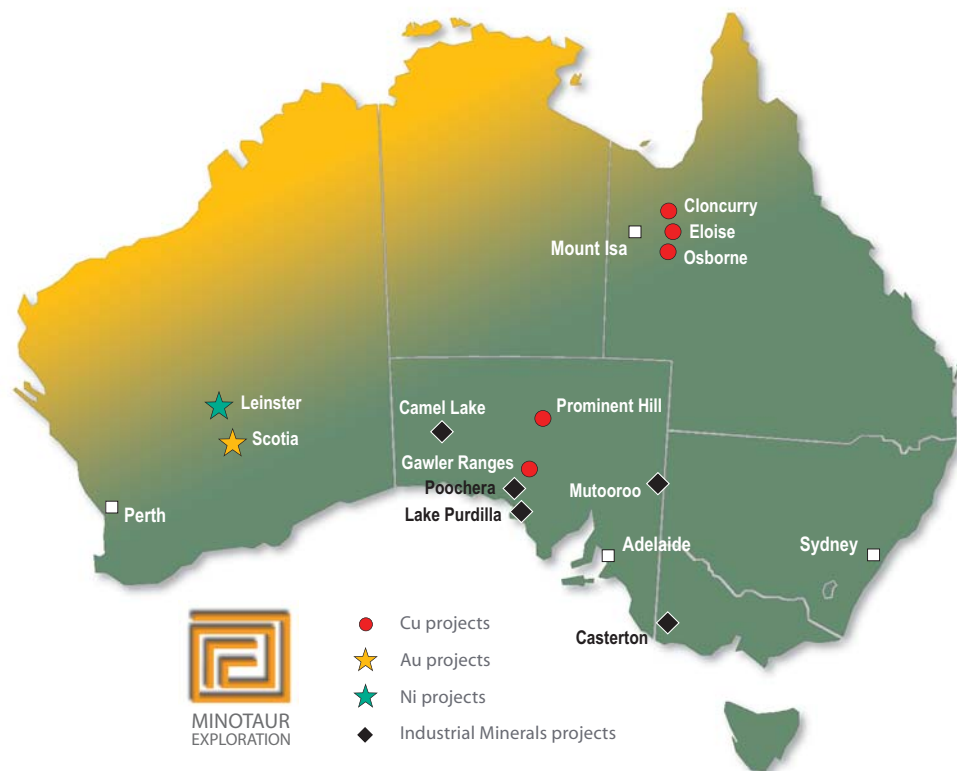 Cloncurry
Eloise
Mount Isa
Osborne
Leinster
Camel Lake
Prominent Hill
Scotia
Gawler Ranges
Poochera
Mutooroo
Perth
Lake Purdilla
Adelaide
Sydney
Casterton
MINOTAUR
EXPLORATION
Cu projects
Au projects
Ni projects
Industrial Minerals projects